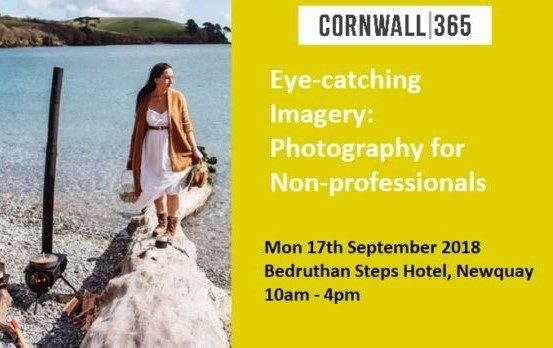 CORNWALL|365
Eye-catching
Imagery:
Photography for
Non-professionals
Mon 17th September 2018
Bedruthan Steps Hotel, Newquay
10am - 4pm